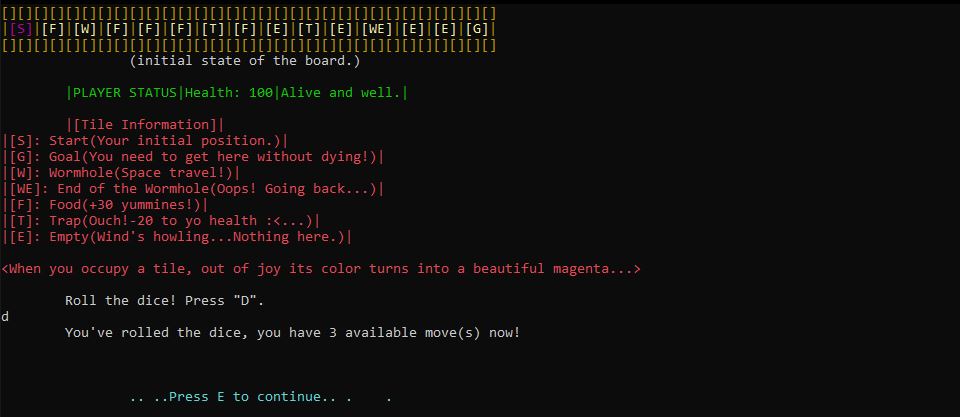 [][][][][][][][][][][][][][][][][][][][][][][][][][][][][][][]
|[S]|[F]|[W]|[F]|[F]|[F]|[T]|[F]|[E]|[T]|[E]|[WE]|[E]|[E]|[G]|
[][][][][][][][][][][][][][][][][][][][][][][][][][][][][][][]
(initial state of the board.)
|PLAYER STATUS|Health: 100|Alive and well.|
|[Tile Information]|
|[S]: Start(Your initial position.)|
|[G]: Goal(You need to get here without dying!)|
|[W]: Wormhole(Space travel!)|
|[WE]: End of the Wormhole(Oops! Going back...)|
|[F]: Food(+30 yummines!)|
|[T]: Trap(Ouch!-20 to yo health :<...)|
|[E]: Empty(Wind's howling...Nothing here.)|
<When you occupy a tile, out of joy its color turns into a beautiful magenta...>
Roll the dice! Press "D".
d
You've rolled the dice, you have 3 available move(s) now!
.. ..Press E to continue.. .    .